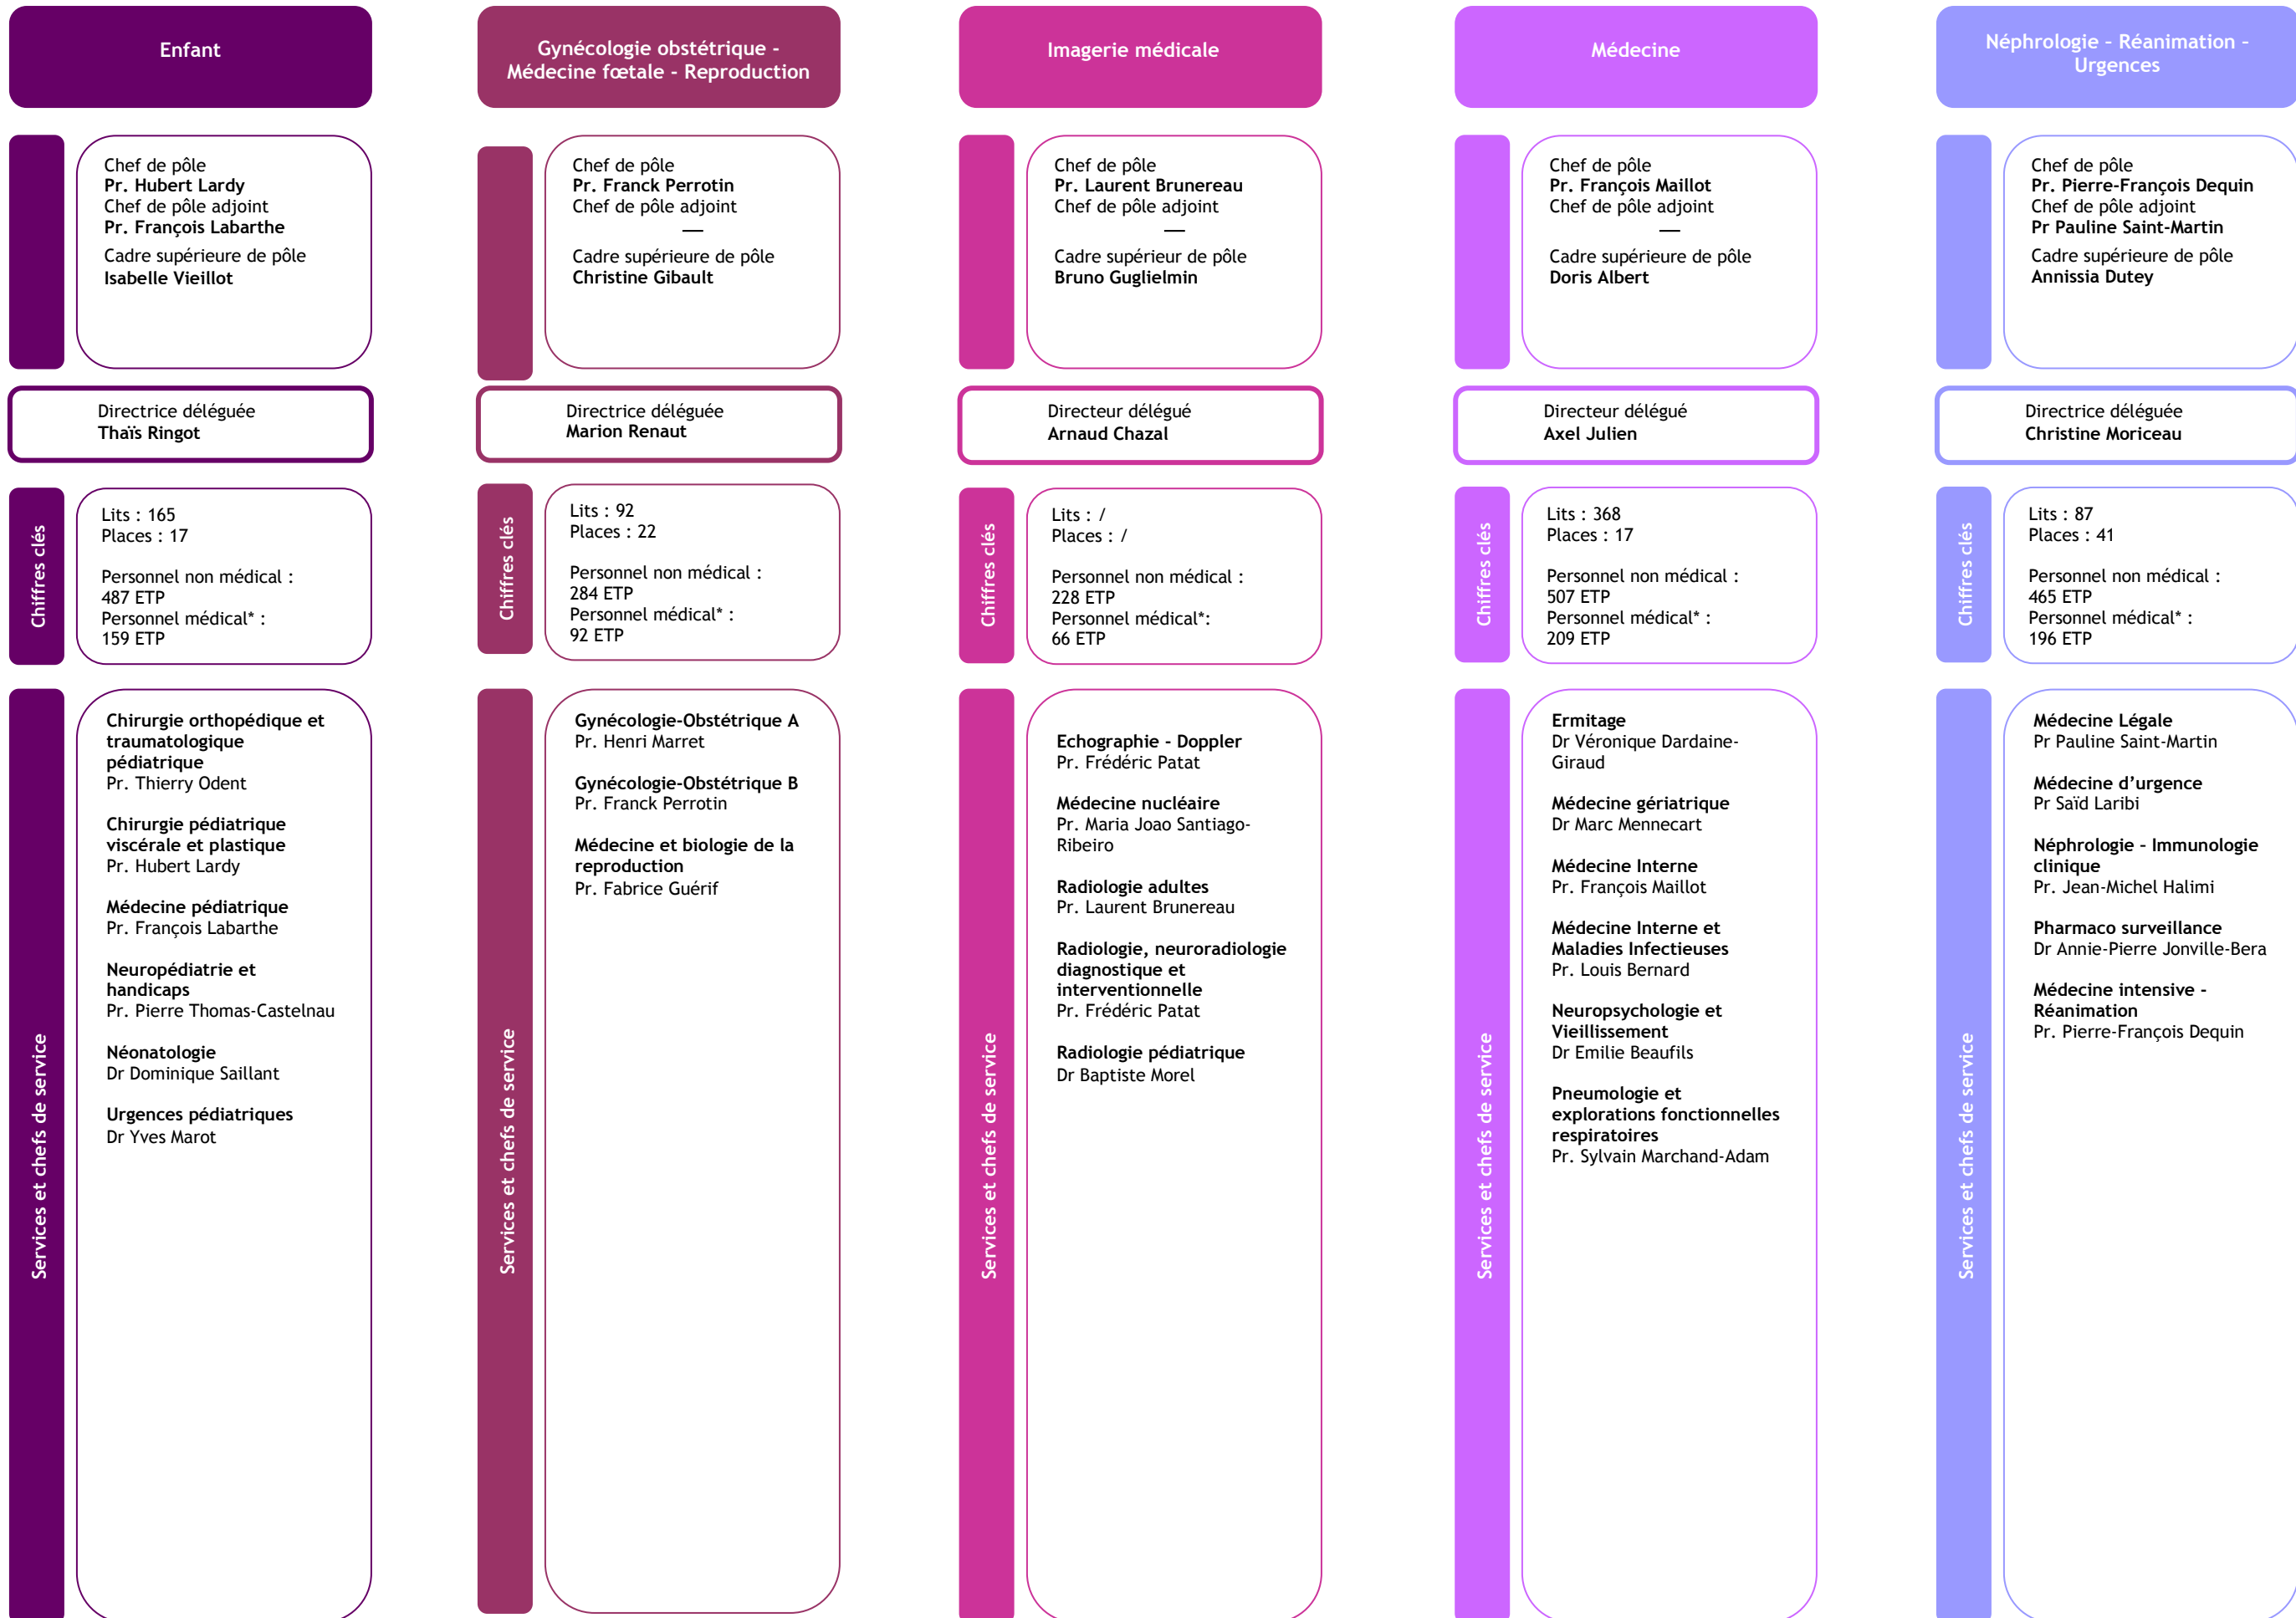 Enfant
Chef de pôle
Pr. Hubert Lardy
Chef de pôle adjoint
Pr. François Labarthe
Cadre supérieure de pôle
Isabelle Vieillot
Directrice déléguée
Thaïs Ringot
Chiffres clés
Lits : 165
Places : 17
Personnel non médical :
487 ETP
Personnel médical* :
159 ETP
Services et chefs de service
Chirurgie orthopédique et
traumatologique
pédiatrique
Pr. Thierry Odent
Chirurgie pédiatrique
viscérale et plastique
Pr. Hubert Lardy
Médecine pédiatrique
Pr. François Labarthe
Neuropédiatrie et
handicaps
Pr. Pierre Thomas-Castelnau
Néonatologie
Dr Dominique Saillant
Urgences pédiatriques
Dr Yves Marot
Gynécologie obstétrique -
Médecine fœtale - Reproduction
Chef de pôle
Pr. Franck Perrotin
Chef de pôle adjoint
—
Cadre supérieure de pôle
Christine Gibault
Directrice déléguée
Marion Renaut
Chiffres clés
Lits : 92
Places : 22
Personnel non médical :
284 ETP
Personnel médical* :
92 ETP
Services et chefs de service
Gynécologie-Obstétrique A
Pr. Henri Marret
Gynécologie-Obstétrique B
Pr. Franck Perrotin
Médecine et biologie de la
reproduction
Pr. Fabrice Guérif
Imagerie médicale
Chef de pôle
Pr. Laurent Brunereau
Chef de pôle adjoint
—
Cadre supérieur de pôle
Bruno Guglielmin
Directeur délégué
Arnaud Chazal
Chiffres clés
Lits : /
Places : /
Personnel non médical :
228 ETP
Personnel médical*:
66 ETP
Services et chefs de service
Echographie - Doppler
Pr. Frédéric Patat
Médecine nucléaire
Pr. Maria Joao Santiago-
Ribeiro
Radiologie adultes
Pr. Laurent Brunereau
Radiologie, neuroradiologie
diagnostique et
interventionnelle
Pr. Frédéric Patat
Radiologie pédiatrique
Dr Baptiste Morel
Médecine
Chef de pôle
Pr. François Maillot
Chef de pôle adjoint
—
Cadre supérieure de pôle
Doris Albert
Directeur délégué
Axel Julien
Chiffres clés
Lits : 368
Places : 17
Personnel non médical :
507 ETP
Personnel médical* :
209 ETP
Services et chefs de service
Ermitage
Dr Véronique Dardaine-
Giraud
Médecine gériatrique
Dr Marc Mennecart
Médecine Interne
Pr. François Maillot
Médecine Interne et
Maladies Infectieuses
Pr. Louis Bernard
Neuropsychologie et
Vieillissement
Dr Emilie Beaufils
Pneumologie et
explorations fonctionnelles
respiratoires
Pr. Sylvain Marchand-Adam
Néphrologie - Réanimation -
Urgences
Chef de pôle
Pr. Pierre-François Dequin
Chef de pôle adjoint
Pr Pauline Saint-Martin
Cadre supérieure de pôle
Annissia Dutey
Directrice déléguée
Christine Moriceau
Chiffres clés
Lits : 87
Places : 41
Personnel non médical :
465 ETP
Personnel médical* :
196 ETP
Services et chefs de service
Médecine Légale
Pr Pauline Saint-Martin
Médecine d’urgence
Pr Saïd Laribi
Néphrologie - Immunologie
clinique
Pr. Jean-Michel Halimi
Pharmaco surveillance
Dr Annie-Pierre Jonville-Bera
Médecine intensive -
Réanimation
Pr. Pierre-François Dequin